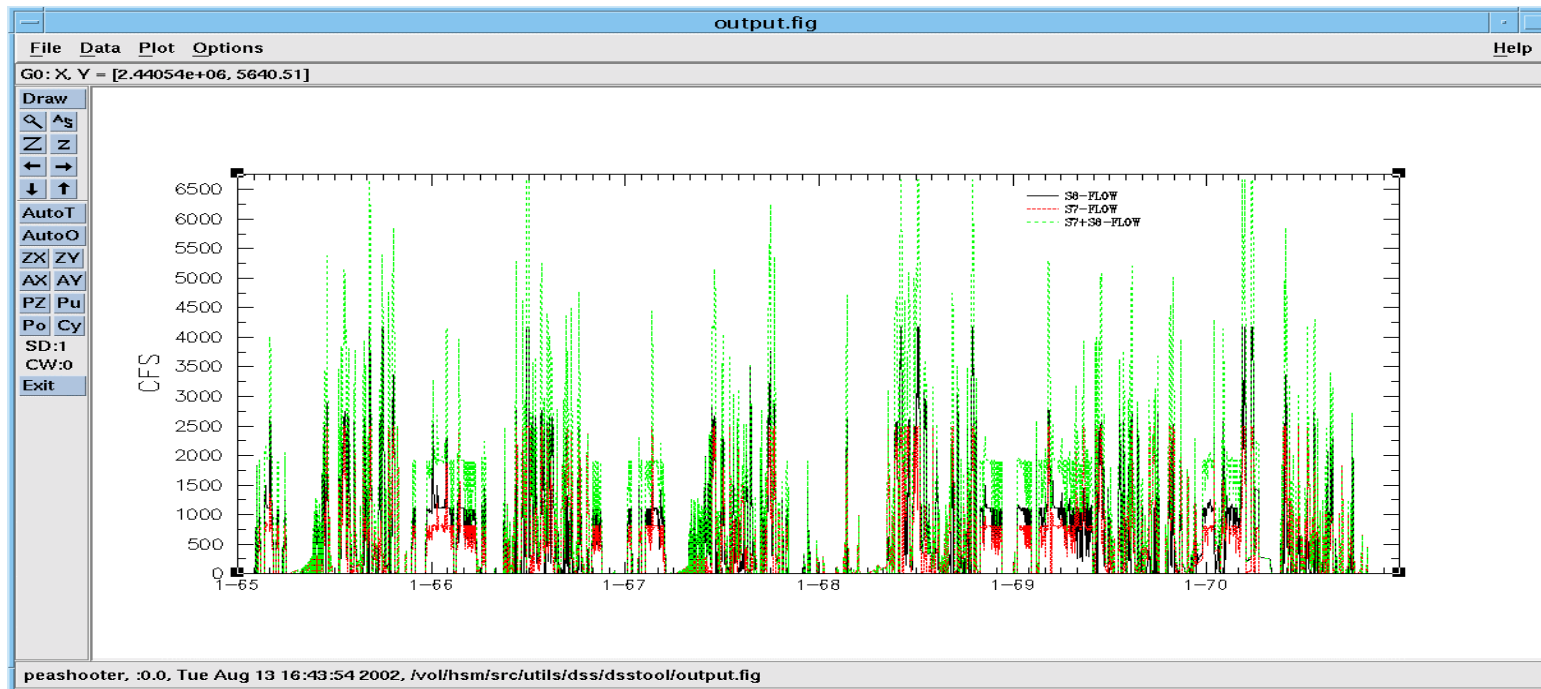 output.fig
File Data Plot Options Help
G0: X, Y = [2.44054e+06, 5640.51]
Draw
AS
Z z
AutoT
AutoO
ZX ZY
AX AY
PZ Pu
Po Cy
SD:1
CW:0
Exit
S8-FLOW
S7-FLOW
S7+S8-FLOW
6500
6000
5500
5000
4500
4000
3500
3000
2500
2000
1500
1000
500
0
CFS
1-65 1-66 1-67 1-68 1-69 1-70
peashooter, :0.0, Tue Aug 13 16:43:54 2002, /vol/hsm/src/utils/dss/dsstool/output.fig